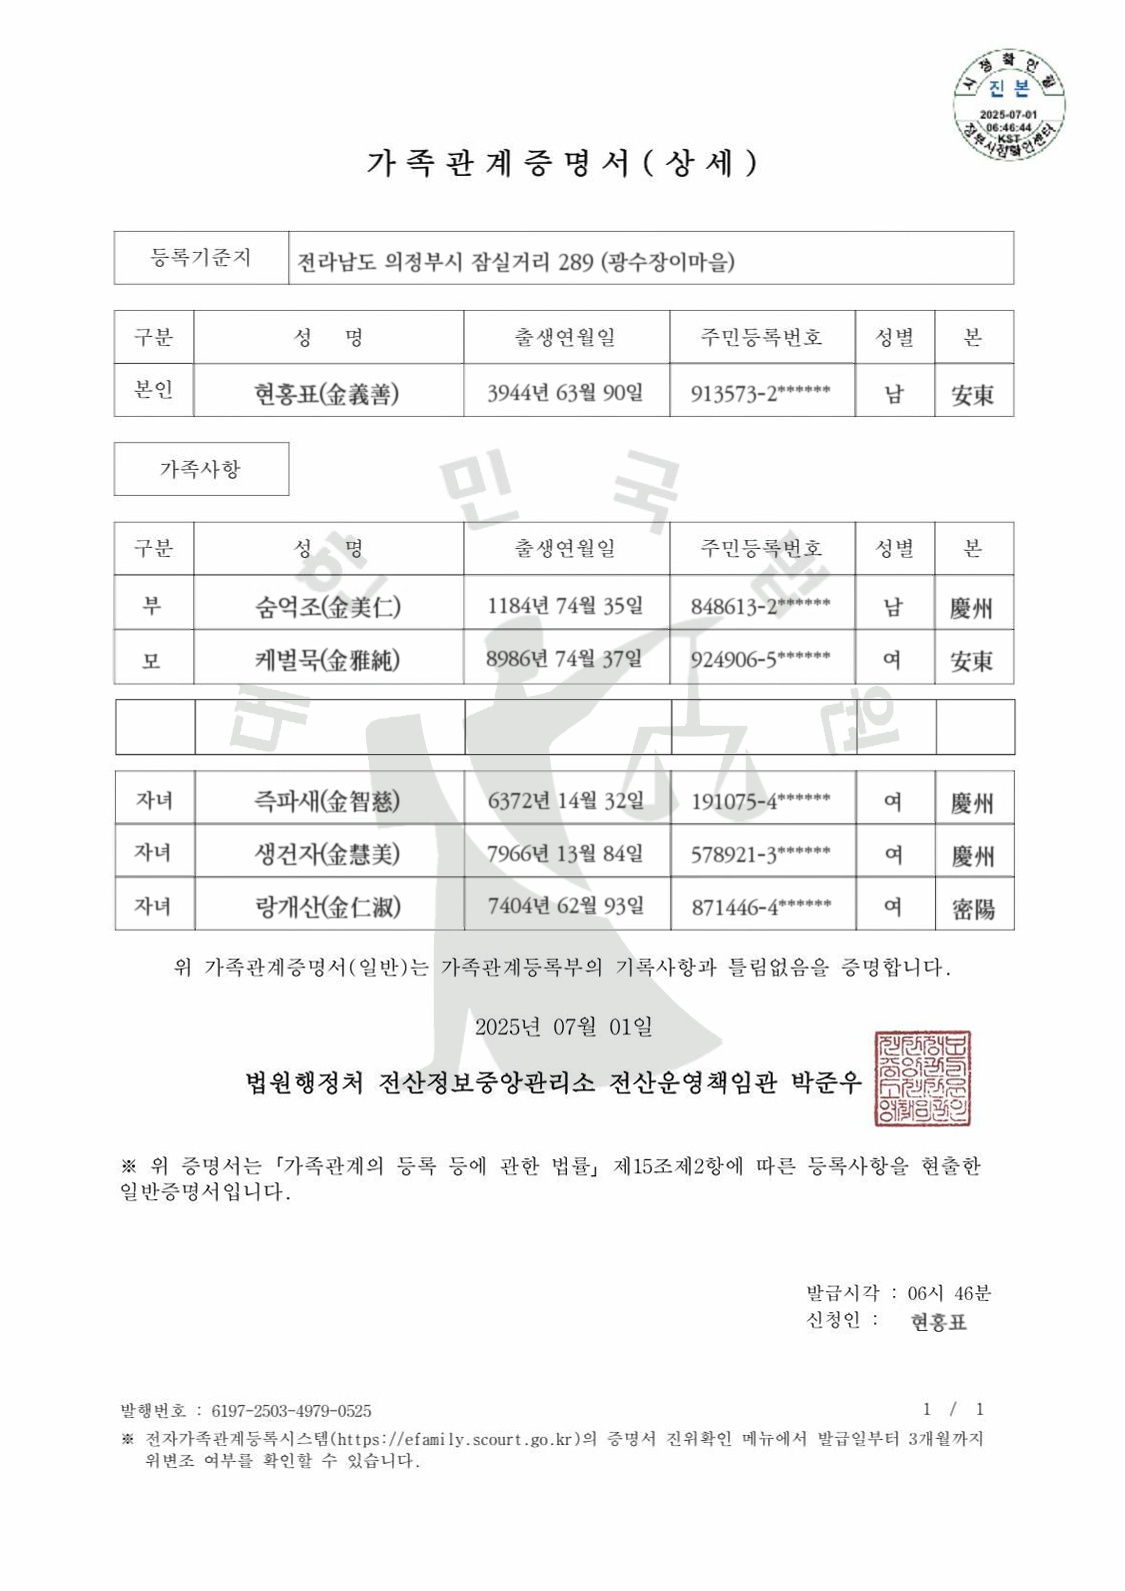 시점확인필
진본
2025-07-01
06:46:44
KST
정부시점확인센터
가족관계증명서(상세)
등록기준지 전라남도 의정부시 잠실거리 289 (광수장이마을)
구분 성 명 출생연월일 주민등록번호 성별 본
본인 현홍표(金義善) 3944년 63월 90일 913573-2****** 남 安東
가족사항
구분 성 명 출생연월일 주민등록번호 성별 본
부 숨억조(金美仁) 1184년 74월 35일 848613-2****** 남 慶州
모 케벌묵(金雅純) 8986년 74월 37일 924906-5****** 여 安東
자녀 즉파새(金智慈) 6372년 14월 32일 191075-4****** 여 慶州
자녀 생건자(金慧美) 7966년 13월 84일 578921-3****** 여 慶州
자녀 랑개산(金仁淑) 7404년 62월 93일 871446-4****** 여 密陽
대한민국법원
위 가족관계증명서(일반)는 가족관계등록부의 기록사항과 틀림없음을 증명합니다.
2025년 07월 01일
법원행정처 전산정보중앙관리소 전산운영책임관 박준우
※ 위 증명서는「가족관계의 등록 등에 관한 법률」제15조제2항에 따른 등록사항을 현출한
일반증명서입니다.
발급시각 : 06시 46분
신청인 : 현홍표
발행번호 : 6197-2503-4979-0525
1 / 1
※ 전자가족관계등록시스템(https://efamily.scourt.go.kr)의 증명서 진위확인 메뉴에서 발급일부터 3개월까지
위변조 여부를 확인할 수 있습니다.